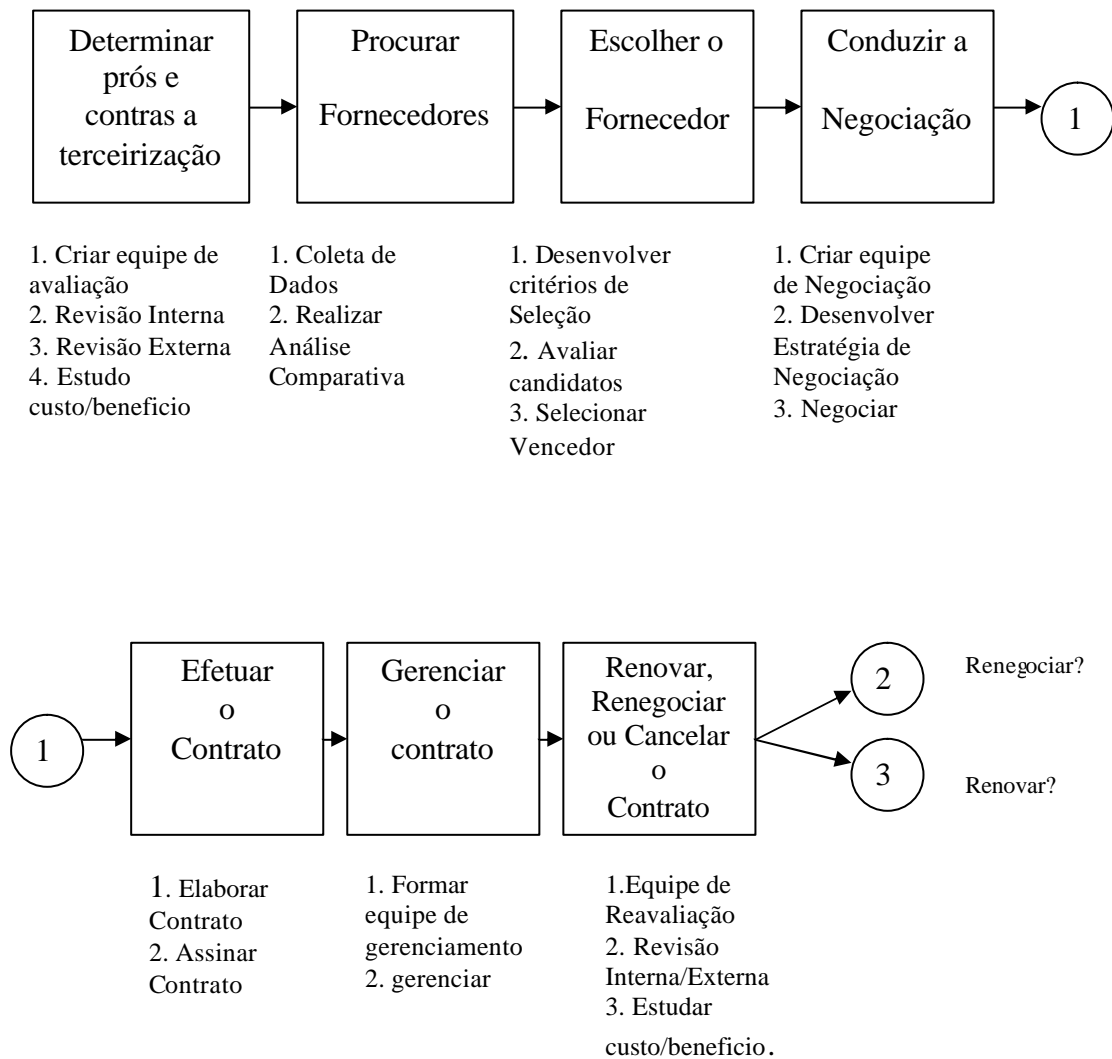 Determinar
prós e
contras a
terceirização
Procurar
Fornecedores
Escolher o
Fornecedor
Conduzir a
Negociação
1
1. Criar equipe de
avaliação
2. Revisão Interna
3. Revisão Externa
4. Estudo
custo/beneficio
1. Coleta de
Dados
2. Realizar
Análise
Comparativa
1. Desenvolver
critérios de
Seleção
2. Avaliar
candidatos
3. Selecionar
Vencedor
1. Criar equipe
de Negociação
2. Desenvolver
Estratégia de
Negociação
3. Negociar
1
Efetuar
o
Contrato
Gerenciar
o
contrato
Renovar,
Renegociar
ou Cancelar
o
Contrato
2
Renegociar?
3
Renovar?
1. Elaborar
Contrato
2. Assinar
Contrato
1. Formar
equipe de
gerenciamento
2. gerenciar
1.Equipe de
Reavaliação
2. Revisão
Interna/Externa
3. Estudar
custo/beneficio.